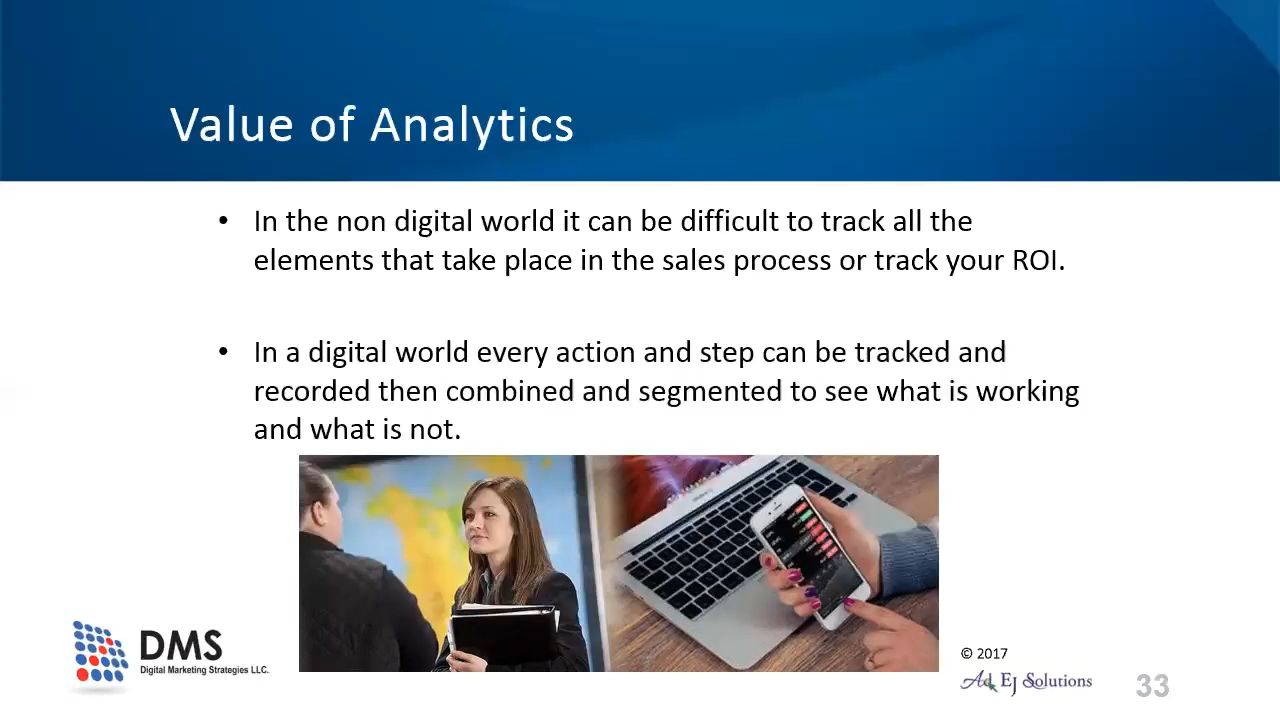 Value of Analytics
• In the non digital world it can be difficult to track all the
elements that take place in the sales process or track your ROI.
• In a digital world every action and step can be tracked and
recorded then combined and segmented to see what is working
and what is not.
DMS
Digital Marketing Strategies LLC.
© 2017
Ad EJ Solutions
33